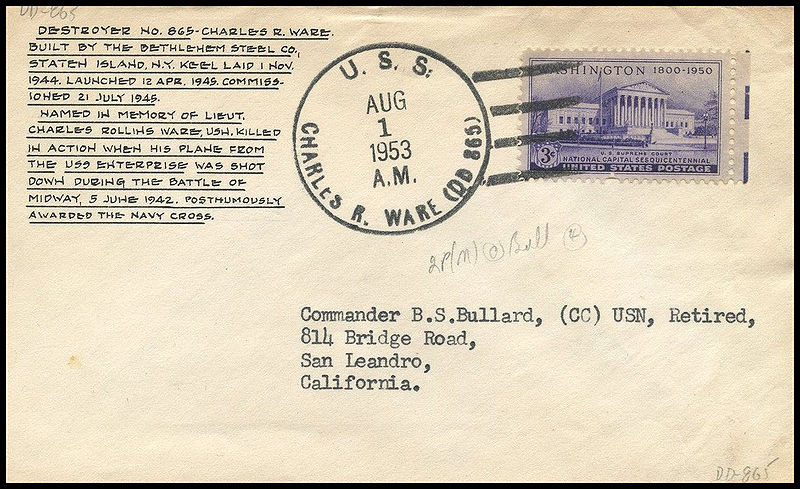 DD-865
DESTROYER NO. 865-CHARLES R. WARE.
BUILT BY THE BETHLEHEM STEEL CO.,
STATEN ISLAND, N.Y. KEEL LAID 1 NOV.
1944. LAUNCHED 12 APR. 1945. COMMISS-
IONED 21 JULY 1945.
NAMED IN MEMORY OF LIEUT.
CHARLES ROLLINS WARE, USN, KILLED
IN ACTION WHEN HIS PLANE FROM
THE USS ENTERPRISE WAS SHOT
DOWN DURING THE BATTLE OF
MIDWAY, 5 JUNE 1942. POSTHUMOUSLY
AWARDED THE NAVY CROSS.
U. S. S.
AUG
1
1953
A.M.
CHARLES R. WARE (DD 865)
WASHINGTON 1800-1950
3¢
U. S. SUPREME COURT
NATIONAL CAPITAL SESQUICENTENNIAL
UNITED STATES POSTAGE
Commander B.S.Bullard, (CC) USN, Retired,
814 Bridge Road,
San Leandro,
California.
DD-865